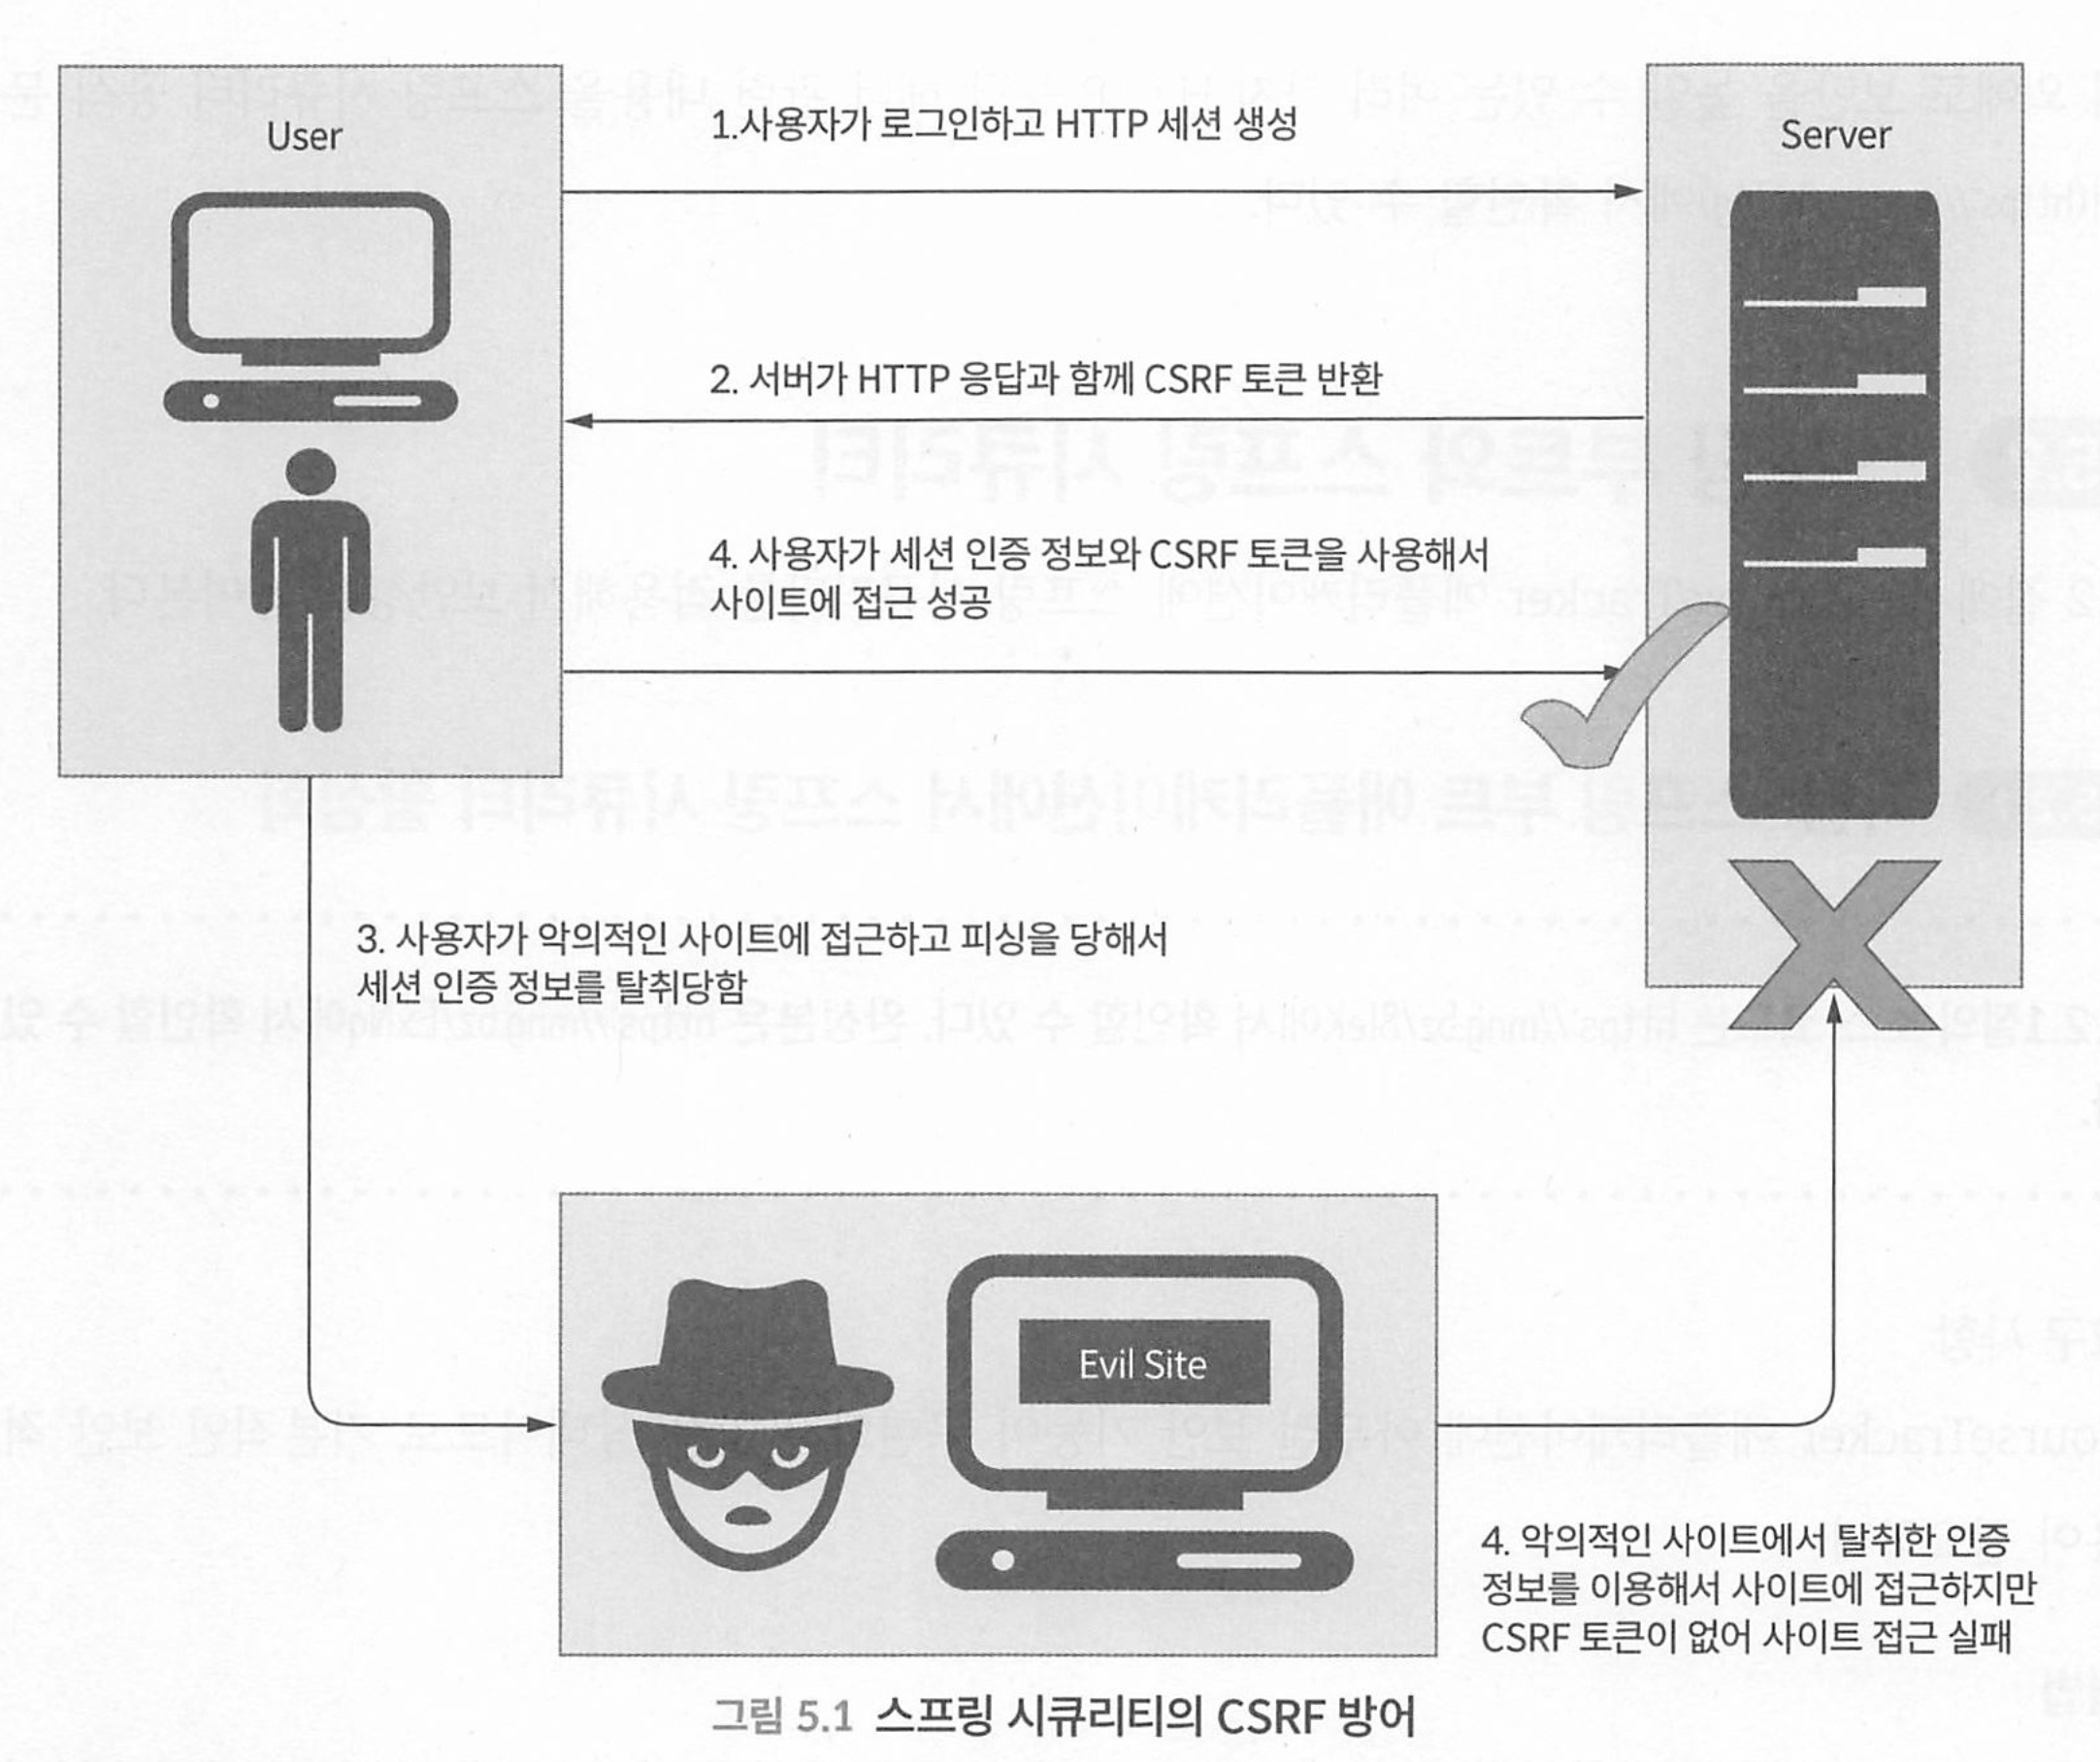 User
Server
1.사용자가 로그인하고 HTTP 세션 생성
2. 서버가 HTTP 응답과 함께 CSRF 토큰 반환
4. 사용자가 세션 인증 정보와 CSRF 토큰을 사용해서
사이트에 접근 성공
3. 사용자가 악의적인 사이트에 접근하고 피싱을 당해서
세션 인증 정보를 탈취당함
Evil Site
4. 악의적인 사이트에서 탈취한 인증
정보를 이용해서 사이트에 접근하지만
CSRF 토큰이 없어 사이트 접근 실패
그림 5.1 스프링 시큐리티의 CSRF 방어